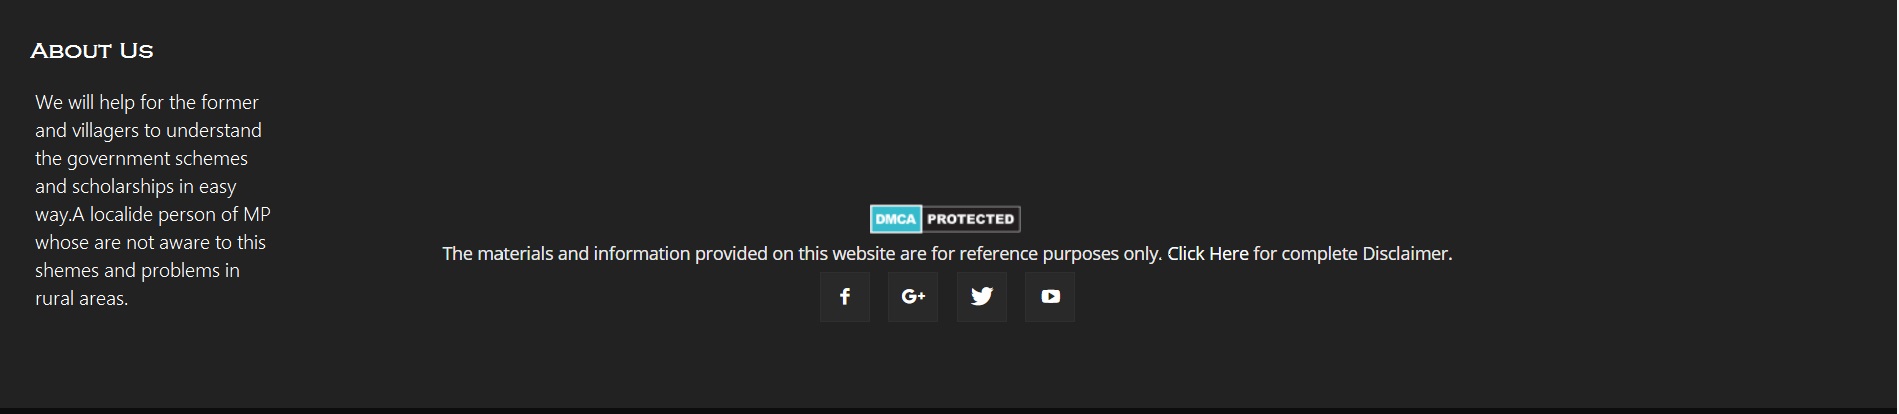 About Us
We will help for the former
and villagers to understand
the government schemes
and scholarships in easy
way.A localide person of MP
whose are not aware to this
shemes and problems in
rural areas.
DMCA PROTECTED
The materials and information provided on this website are for reference purposes only. Click Here for complete Disclaimer.
f
G+